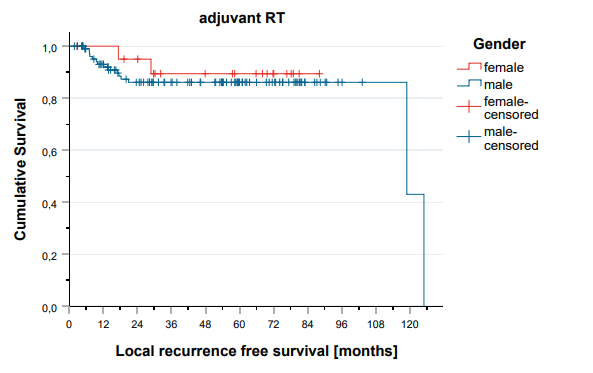 adjuvant RT
Gender
female
male
female-
censored
male-
censored
Cumulative Survival
1,0
0,8
0,6
0,4
0,2
0,0
0 12 24 36 48 60 72 84 96 108 120
Local recurrence free survival [months]